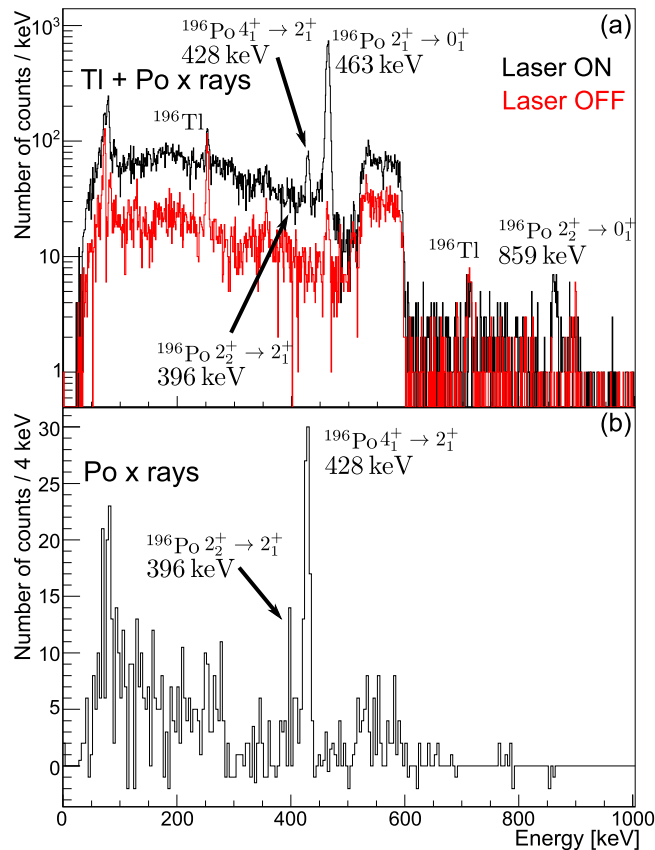 (a)
¹⁹⁶Po 4₁⁺ → 2₁⁺
428 keV
¹⁹⁶Po 2₁⁺ → 0₁⁺
463 keV
Laser ON
Laser OFF
Tl + Po x rays
¹⁹⁶Tl
¹⁹⁶Tl
¹⁹⁶Po 2₂⁺ → 0₁⁺
859 keV
¹⁹⁶Po 2₂⁺ → 2₁⁺
396 keV
10³
10²
10
1
Number of counts / keV
(b)
¹⁹⁶Po 4₁⁺ → 2₁⁺
428 keV
Po x rays
¹⁹⁶Po 2₂⁺ → 2₁⁺
396 keV
30
25
20
15
10
5
0
Number of counts / 4 keV
0 200 400 600 800 1000
Energy [keV]